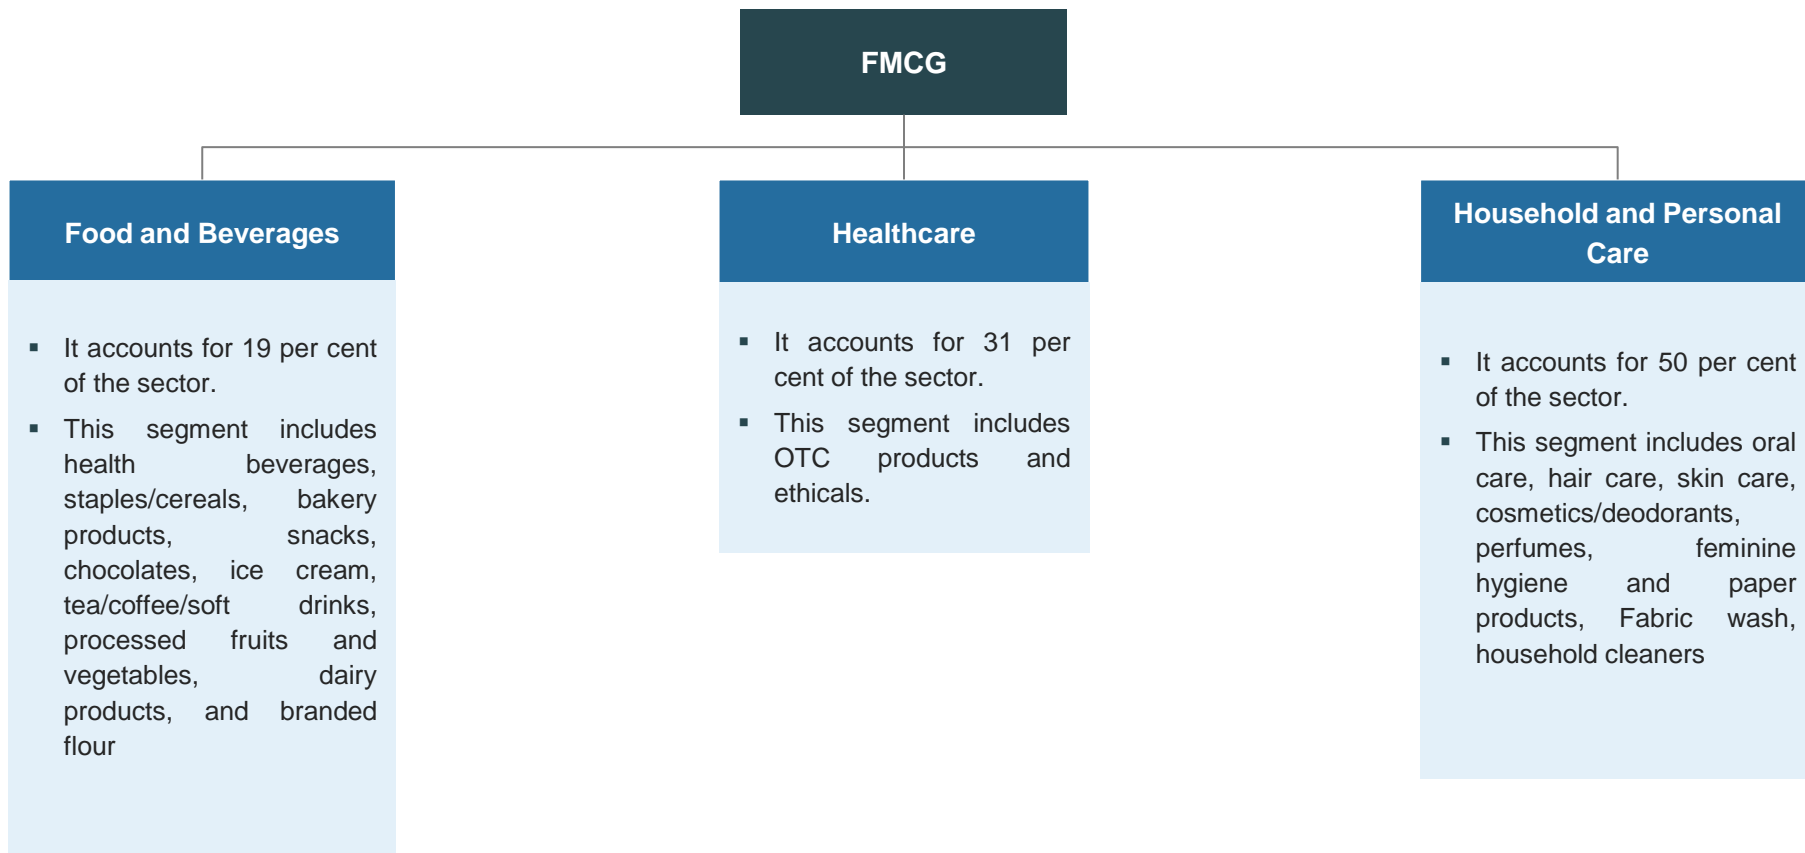 FMCG
Food and Beverages
▪ It accounts for 19 per cent
of the sector.
▪ This segment includes
health beverages,
staples/cereals, bakery
products, snacks,
chocolates, ice cream,
tea/coffee/soft drinks,
processed fruits and
vegetables, dairy
products, and branded
flour
Healthcare
▪ It accounts for 31 per
cent of the sector.
▪ This segment includes
OTC products and
ethicals.
Household and Personal
Care
▪ It accounts for 50 per cent
of the sector.
▪ This segment includes oral
care, hair care, skin care,
cosmetics/deodorants,
perfumes, feminine
hygiene and paper
products, Fabric wash,
household cleaners